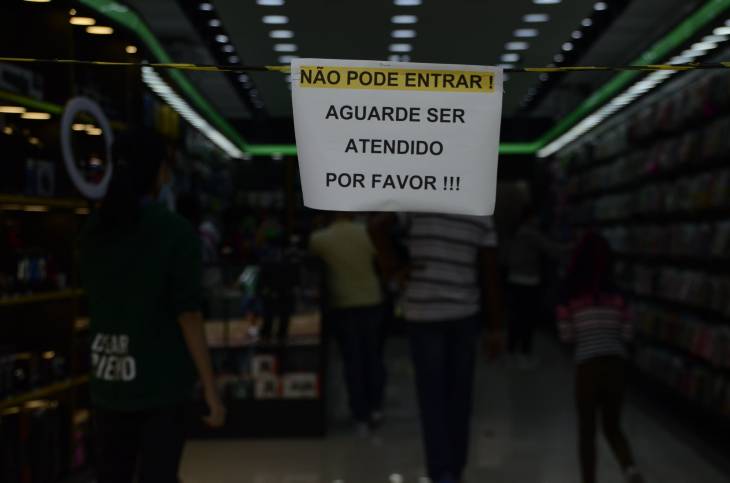 NÃO PODE ENTRAR !
AGUARDE SER
ATENDIDO
POR FAVOR !!!